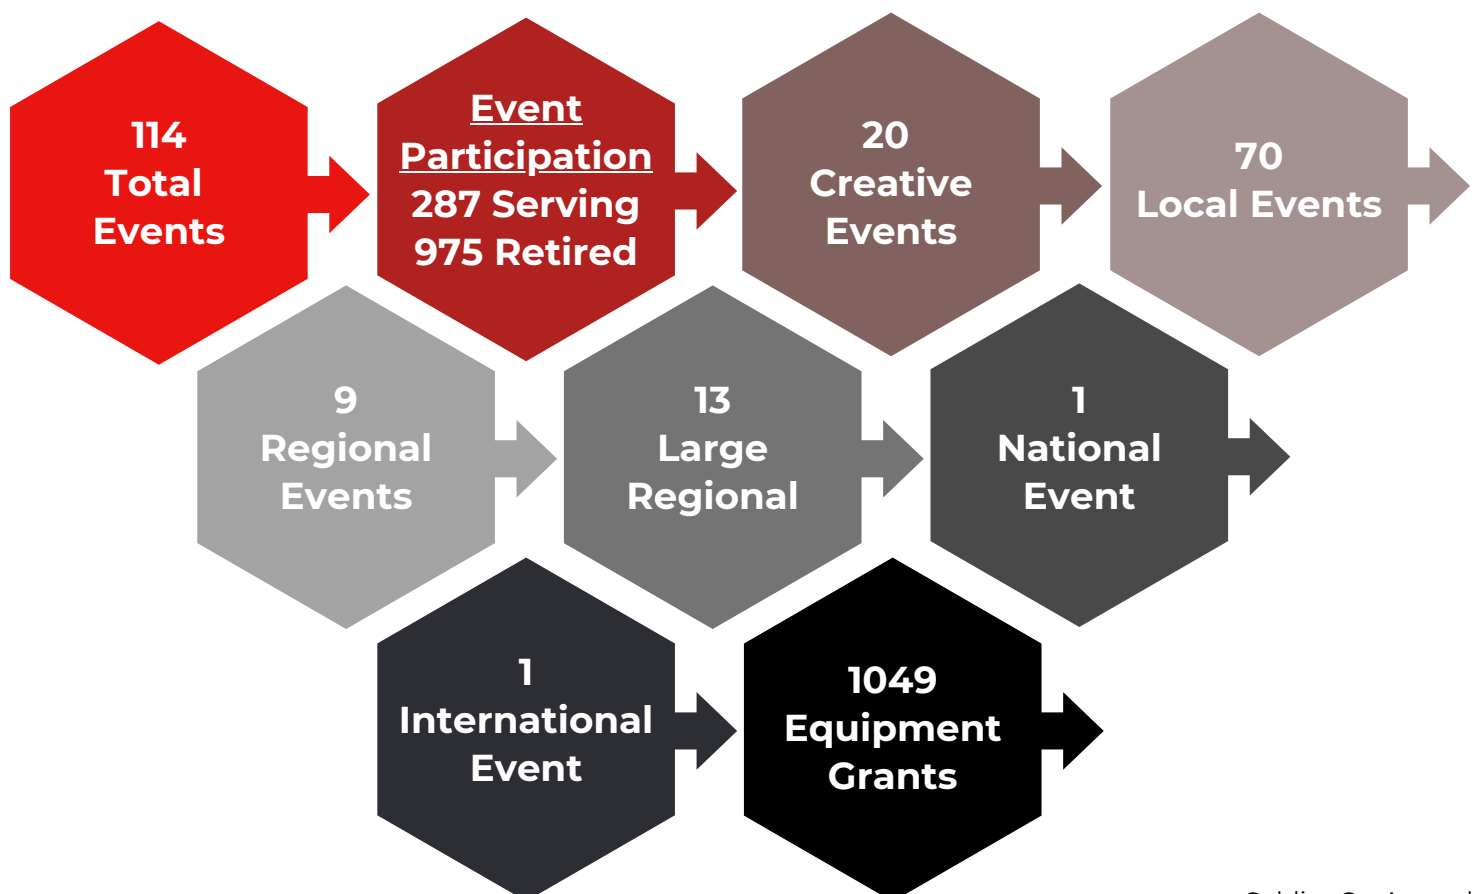 114
Total
Events
Event
Participation
287 Serving
975 Retired
20
Creative
Events
70
Local Events
9
Regional
Events
13
Large
Regional
1
National
Event
1
International
Event
1049
Equipment
Grants